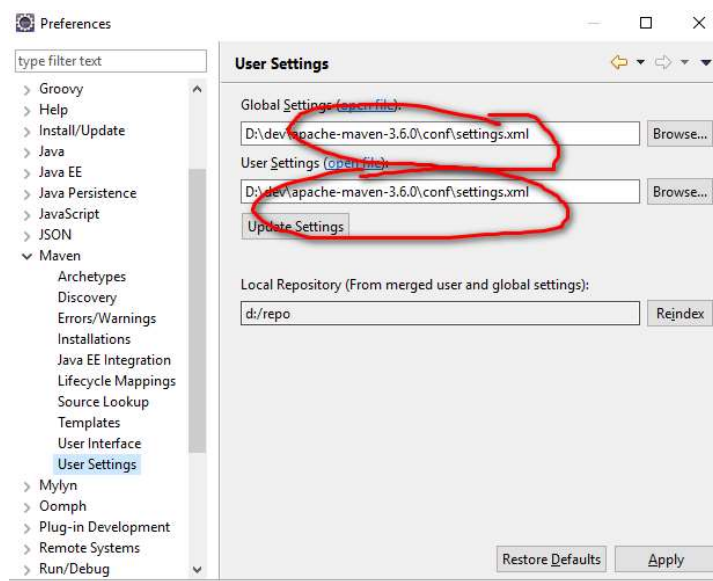 Preferences
type filter text
User Settings
Groovy
Help
Install/Update
Java
Java EE
Java Persistence
JavaScript
JSON
Maven
Archetypes
Discovery
Errors/Warnings
Installations
Java EE Integration
Lifecycle Mappings
Source Lookup
Templates
User Interface
User Settings
Mylyn
Oomph
Plug-in Development
Remote Systems
Run/Debug
Global Settings (open file):
D:\dev\apache-maven-3.6.0\conf\settings.xml
Browse...
User Settings (open file):
D:\dev\apache-maven-3.6.0\conf\settings.xml
Browse...
Update Settings
Local Repository (From merged user and global settings):
d:/repo
Reindex
Restore Defaults
Apply